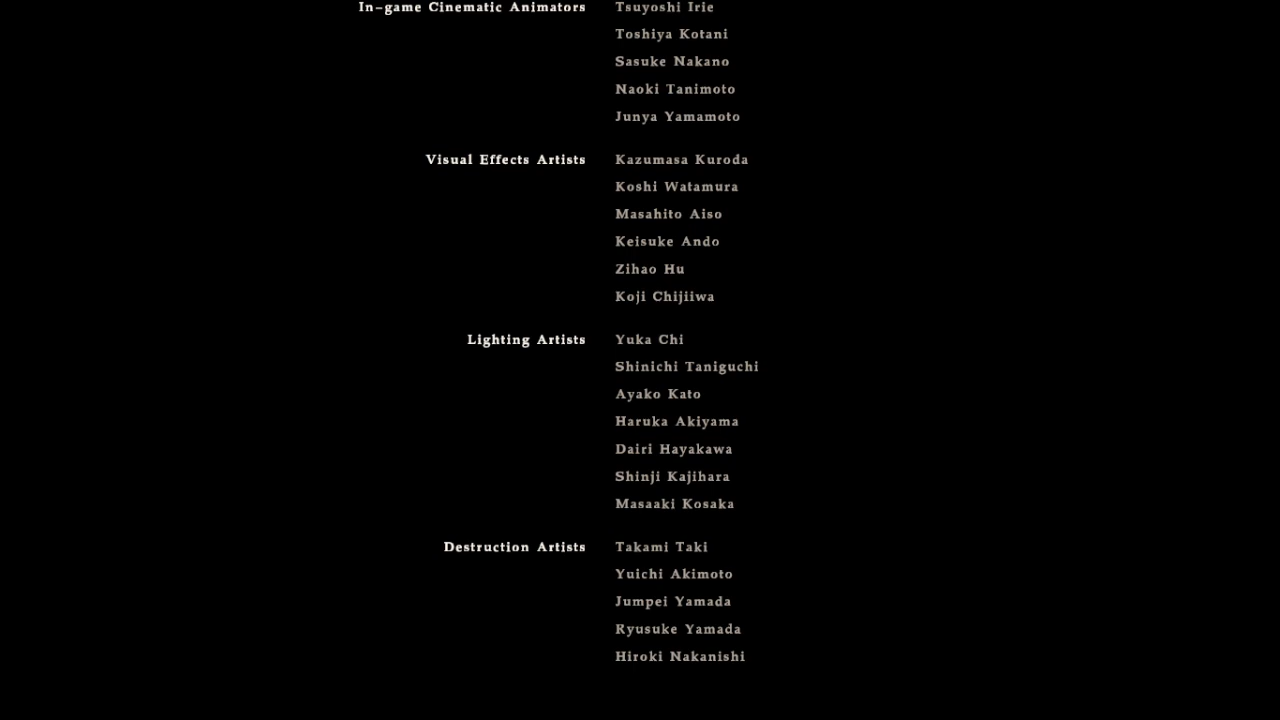 In-game Cinematic Animators Tsuyoshi Irie
Toshiya Kotani
Sasuke Nakano
Naoki Tanimoto
Junya Yamamoto
Visual Effects Artists Kazumasa Kuroda
Koshi Watamura
Masahito Aiso
Keisuke Ando
Zihao Hu
Koji Chijiiwa
Lighting Artists Yuka Chi
Shinichi Taniguchi
Ayako Kato
Haruka Akiyama
Dairi Hayakawa
Shinji Kajihara
Masaaki Kosaka
Destruction Artists Takami Taki
Yuichi Akimoto
Jumpei Yamada
Ryusuke Yamada
Hiroki Nakanishi